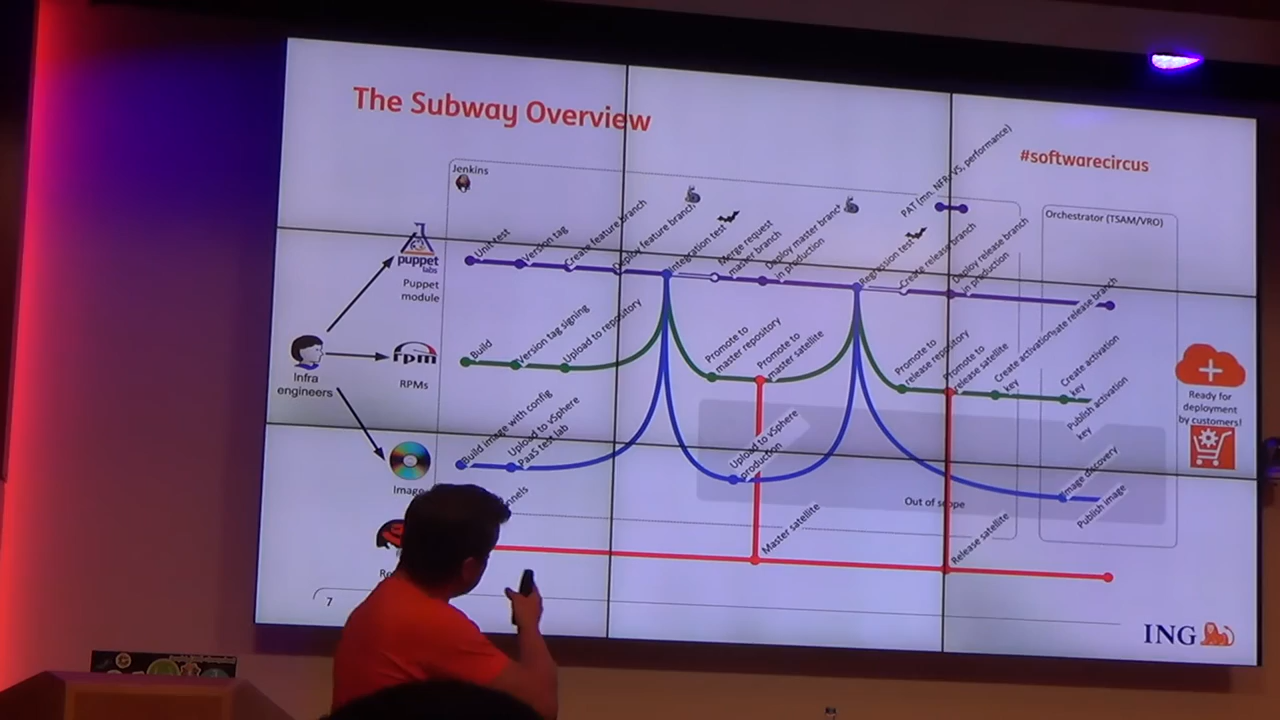 The Subway Overview
#softwarecircus
Jenkins
PAT (mn. NFR, VS, performance)
Orchestrator (TSAM/VRO)
Unit-test
Version tag
Create feature branch
Deploy feature branch
Integration test
Merge request
master branch
Deploy master branch
in production
Regression test
Create release branch
Deploy release branch
in production
release branch
puppet
labs
Puppet
module
Infra
engineers
rpm
RPMs
Build
Version tag signing
Upload to repository
Promote to
master repository
Promote to
master satellite
Promote to
release repository
Promote to
release satellite
Create activation
key
Create activation
key
Publish activation
key
Ready for
deployment
by customers!
Image
Build image with config
Upload to vSphere
PaaS test lab
Upload to vSphere
production
Out of scope
Image discovery
Publish image
Master satellite
Release satellite
7
ING